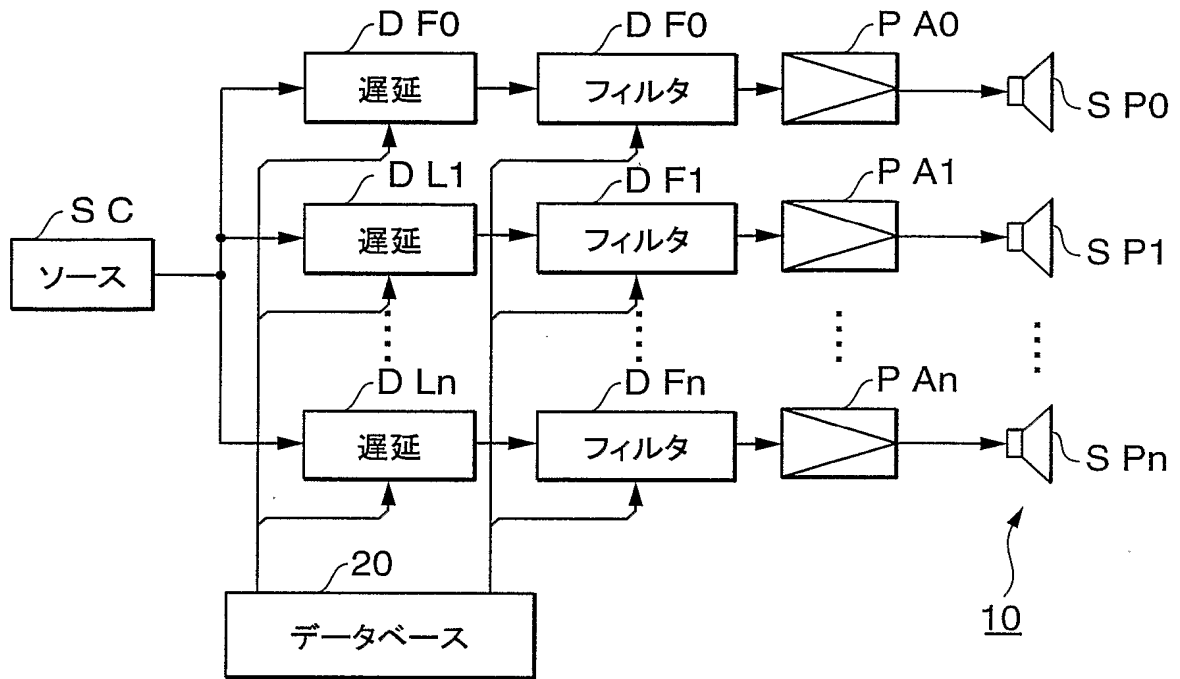 D F0
D F0
P A0
遅延
フィルタ
S P0
D L1
D F1
P A1
S C
遅延
フィルタ
S P1
ソース
D Ln
D Fn
P An
遅延
フィルタ
S Pn
20
データベース
10